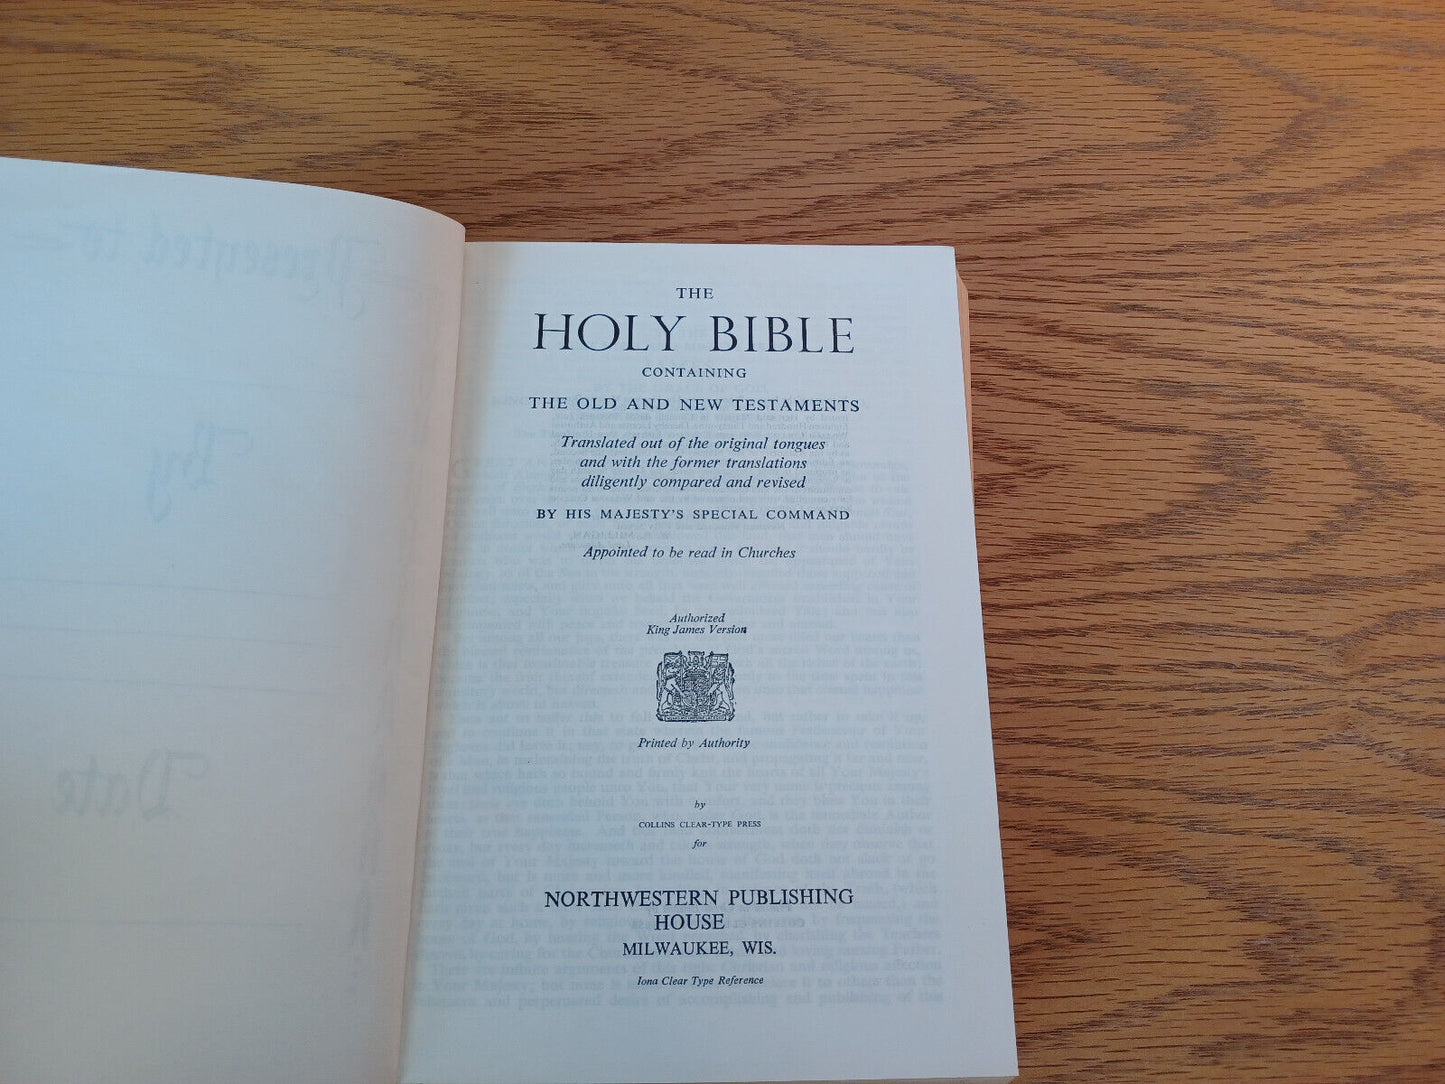 Presented to
By
Date
THE
HOLY BIBLE
CONTAINING
THE OLD AND NEW TESTAMENTS
Translated out of the original tongues
and with the former translations
diligently compared and revised
BY HIS MAJESTY'S SPECIAL COMMAND
Appointed to be read in Churches
Authorized
King James Version
Printed by Authority
by
COLLINS CLEAR-TYPE PRESS
for
NORTHWESTERN PUBLISHING
HOUSE
MILWAUKEE, WIS.
Iona Clear Type Reference